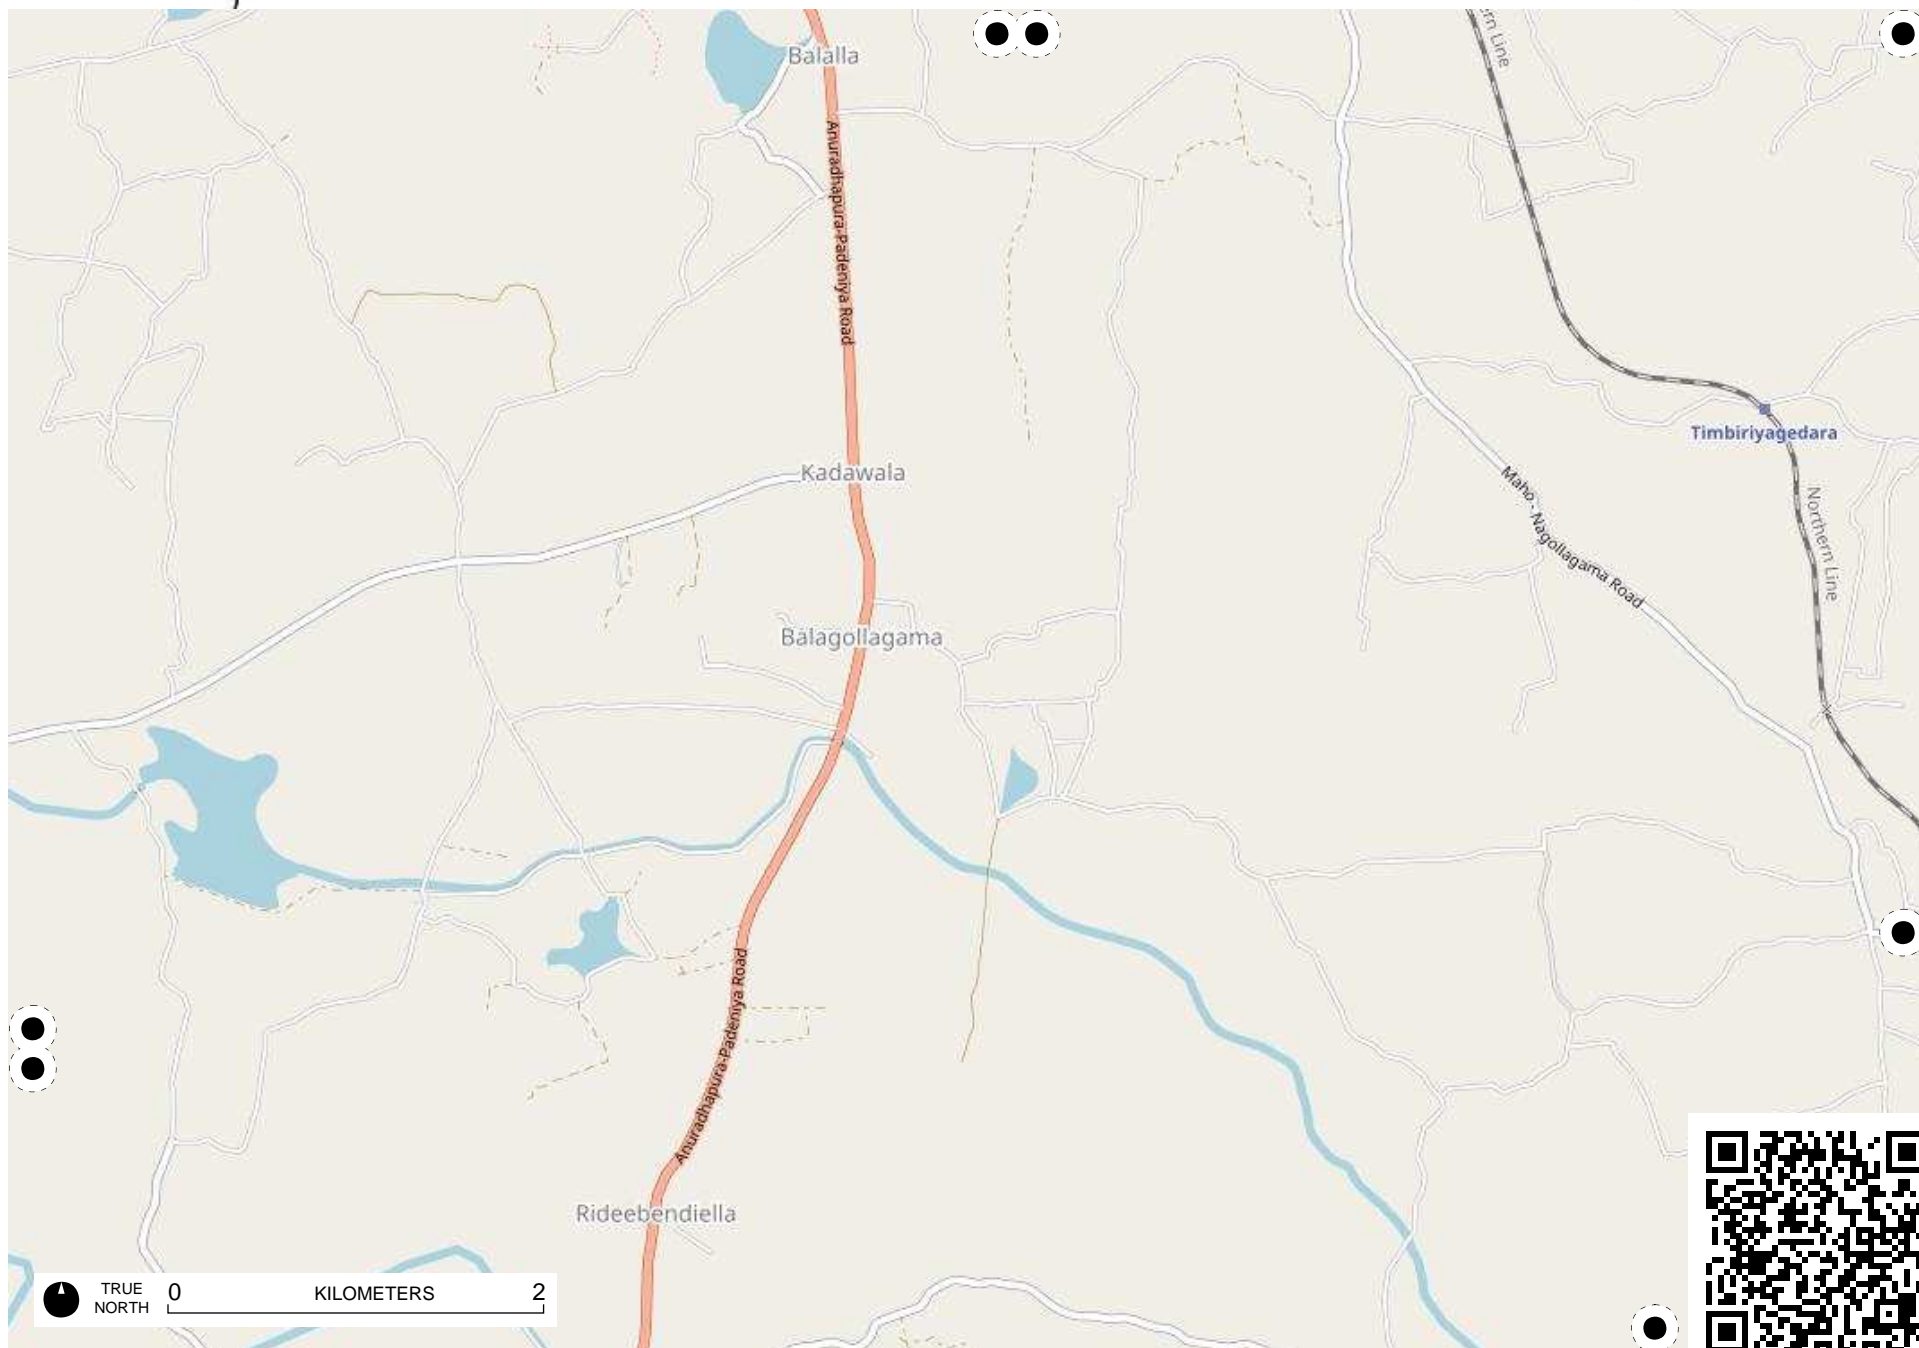 Balalla
ern Line
Anuradhapura-Padeniya Road
Timbiriyagedara
Kadawala
Maho - Nagollagama Road
Northern Line
Balagollagama
Anuradhapura-Padeniya Road
Rideebendiella
TRUE
NORTH
0 KILOMETERS 2